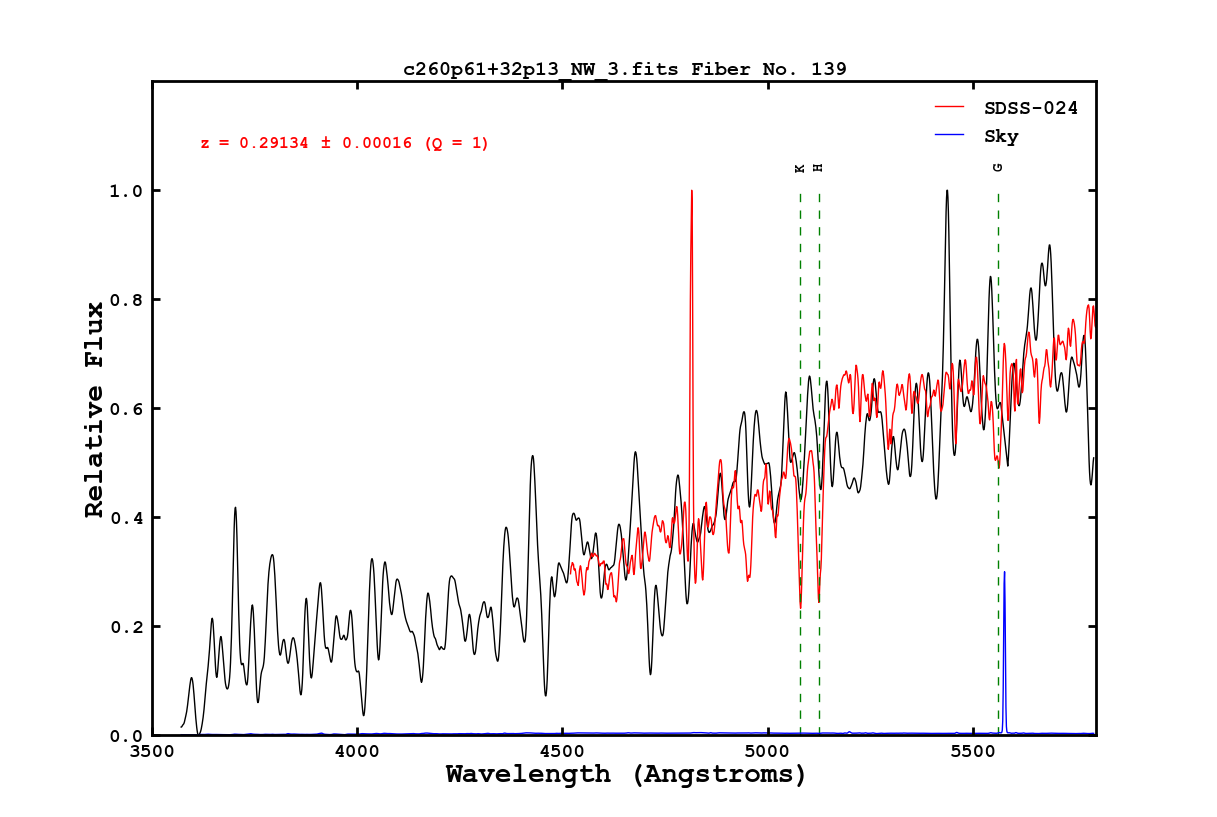 c260p61+32p13_NW_3.fits Fiber No. 139
SDSS-024
Sky
z = 0.29134 ± 0.00016 (Q = 1)
K H G
1.0
0.8
0.6
0.4
0.2
0.0
Relative Flux
3500 4000 4500 5000 5500
Wavelength (Angstroms)